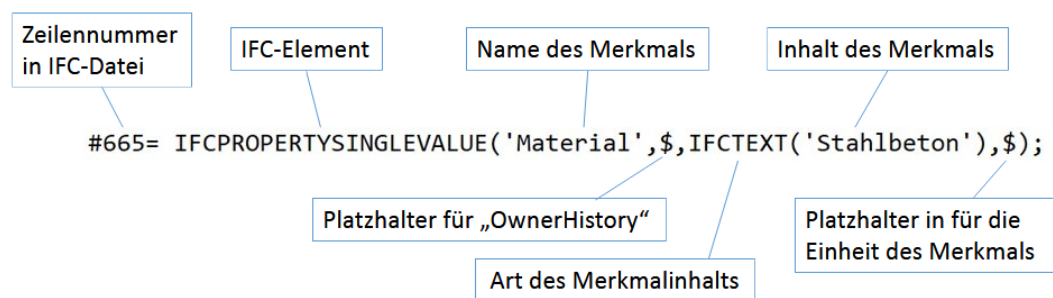 Zeilennummer
in IFC-Datei
IFC-Element
Name des Merkmals
Inhalt des Merkmals
#665= IFCPROPERTYSINGLEVALUE('Material',$,IFCTEXT('Stahlbeton'),$);
Platzhalter für „OwnerHistory“
Platzhalter in für die
Einheit des Merkmals
Art des Merkmalinhalts